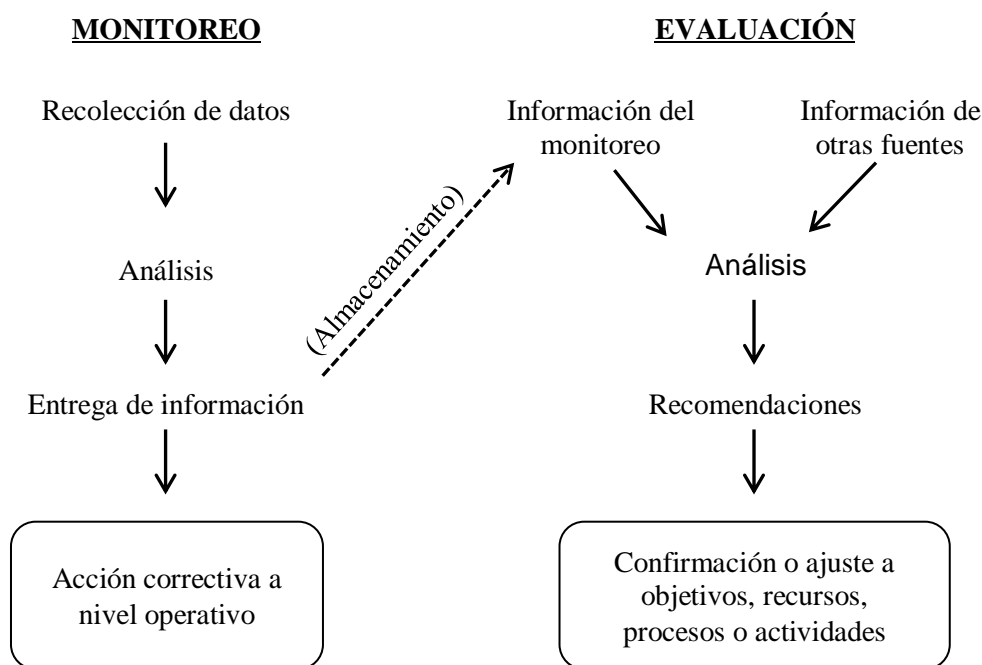 MONITOREO
Recolección de datos
Análisis
Entrega de información
Acción correctiva a
nivel operativo
(Almacenamiento)
EVALUACIÓN
Información del
monitoreo
Información de
otras fuentes
Análisis
Recomendaciones
Confirmación o ajuste a
objetivos, recursos,
procesos o actividades